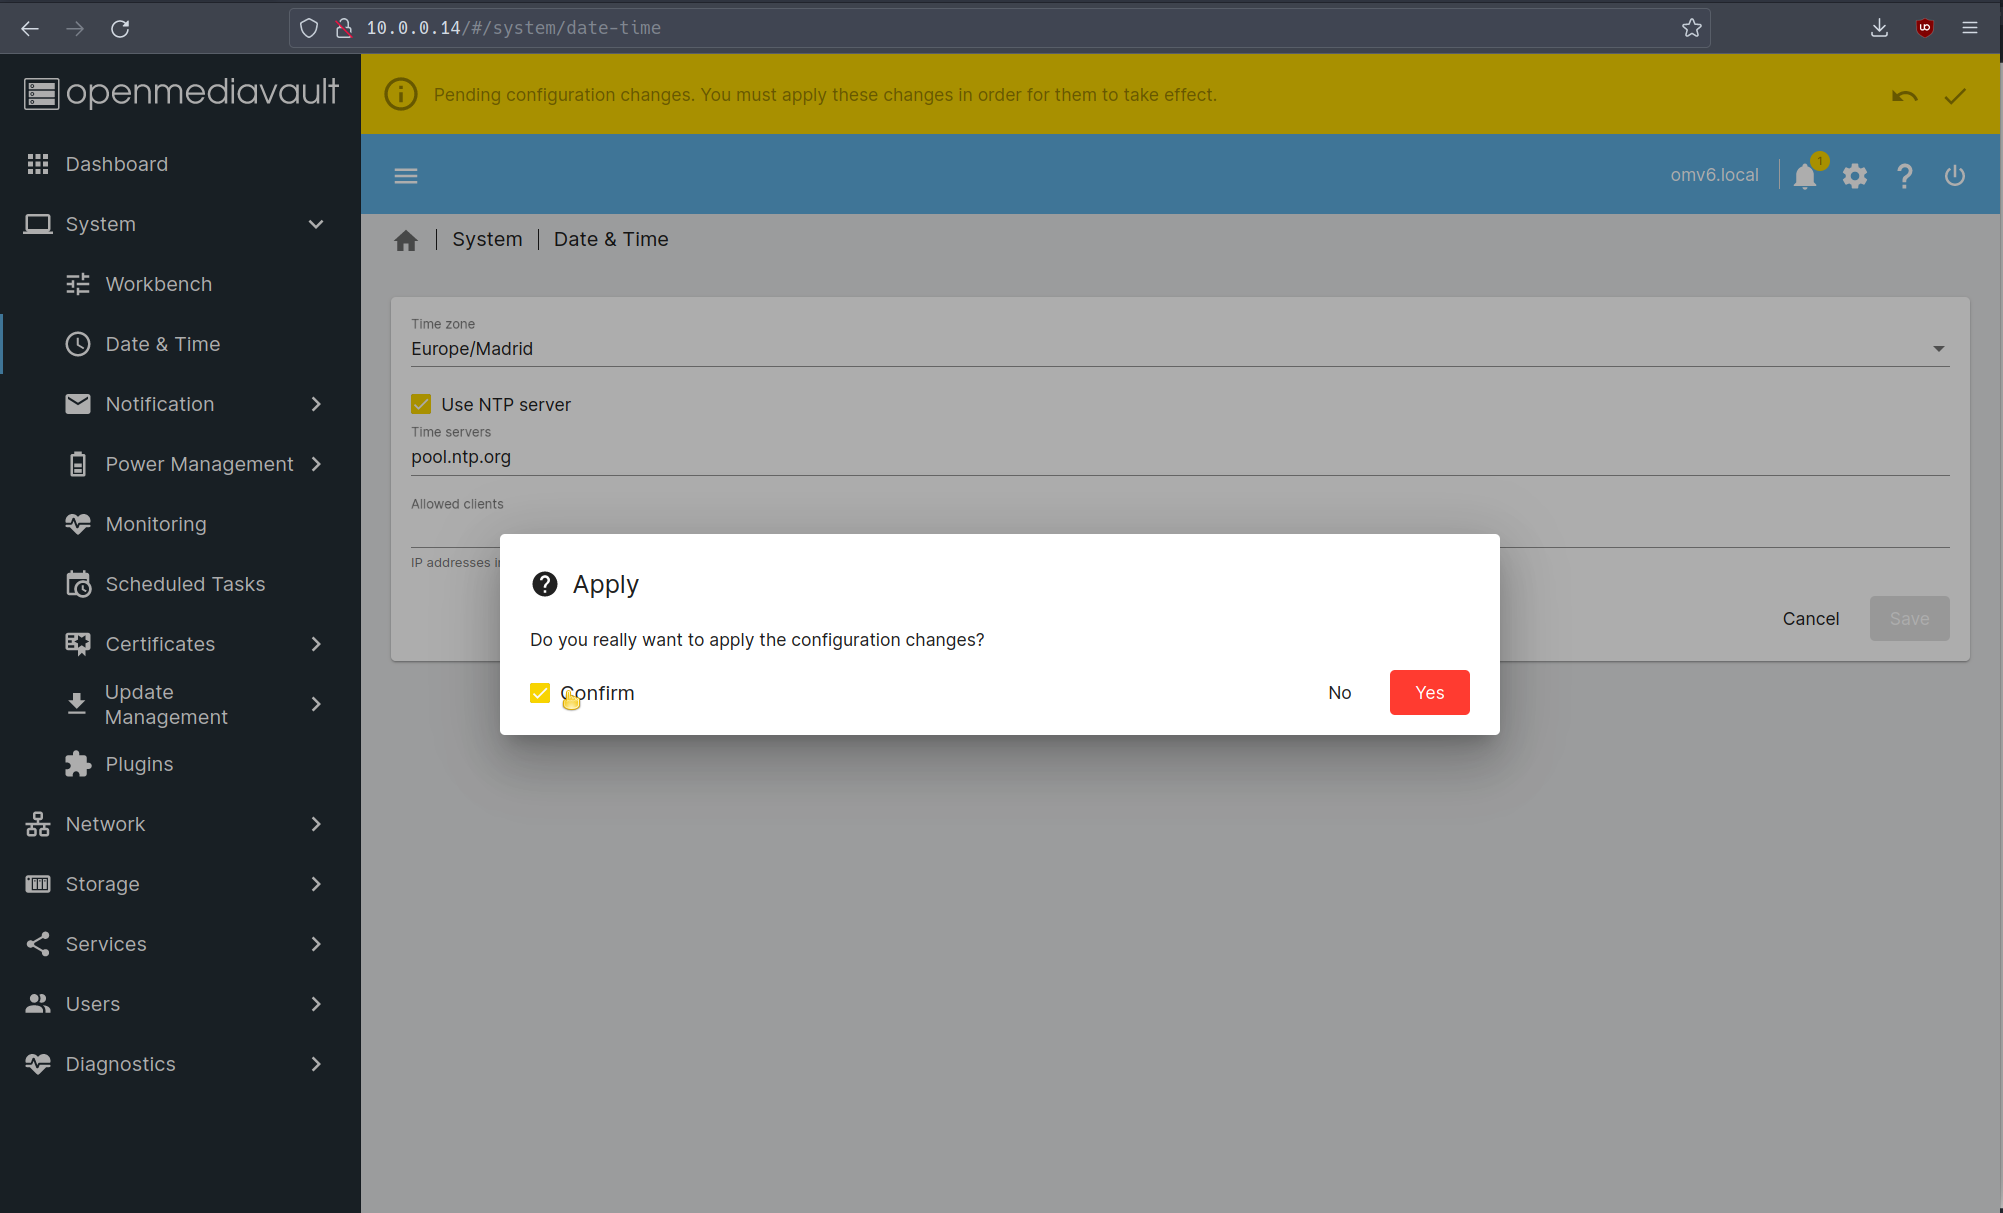 10.0.0.14/#/system/date-time
openmediavault
Pending configuration changes. You must apply these changes in order for them to take effect.
Dashboard
System
Workbench
Date & Time
Notification
Power Management
Monitoring
Scheduled Tasks
Certificates
Update
Management
Plugins
Network
Storage
Services
Users
Diagnostics
omv6.local
1
System | Date & Time
Time zone
Europe/Madrid
Use NTP server
Time servers
pool.ntp.org
Allowed clients
IP addresses
Cancel
Save
Apply
Do you really want to apply the configuration changes?
Confirm
No
Yes